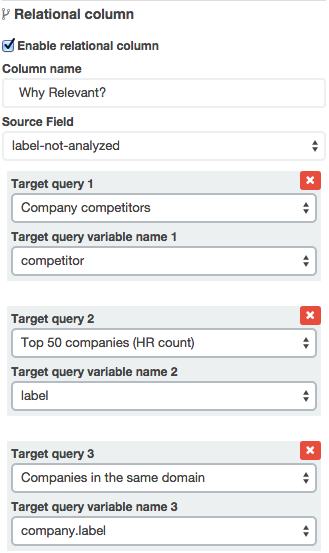 Relational column
Enable relational column
Column name
Why Relevant?
Source Field
label-not-analyzed
Target query 1
Company competitors
Target query variable name 1
competitor
Target query 2
Top 50 companies (HR count)
Target query variable name 2
label
Target query 3
Companies in the same domain
Target query variable name 3
company.label